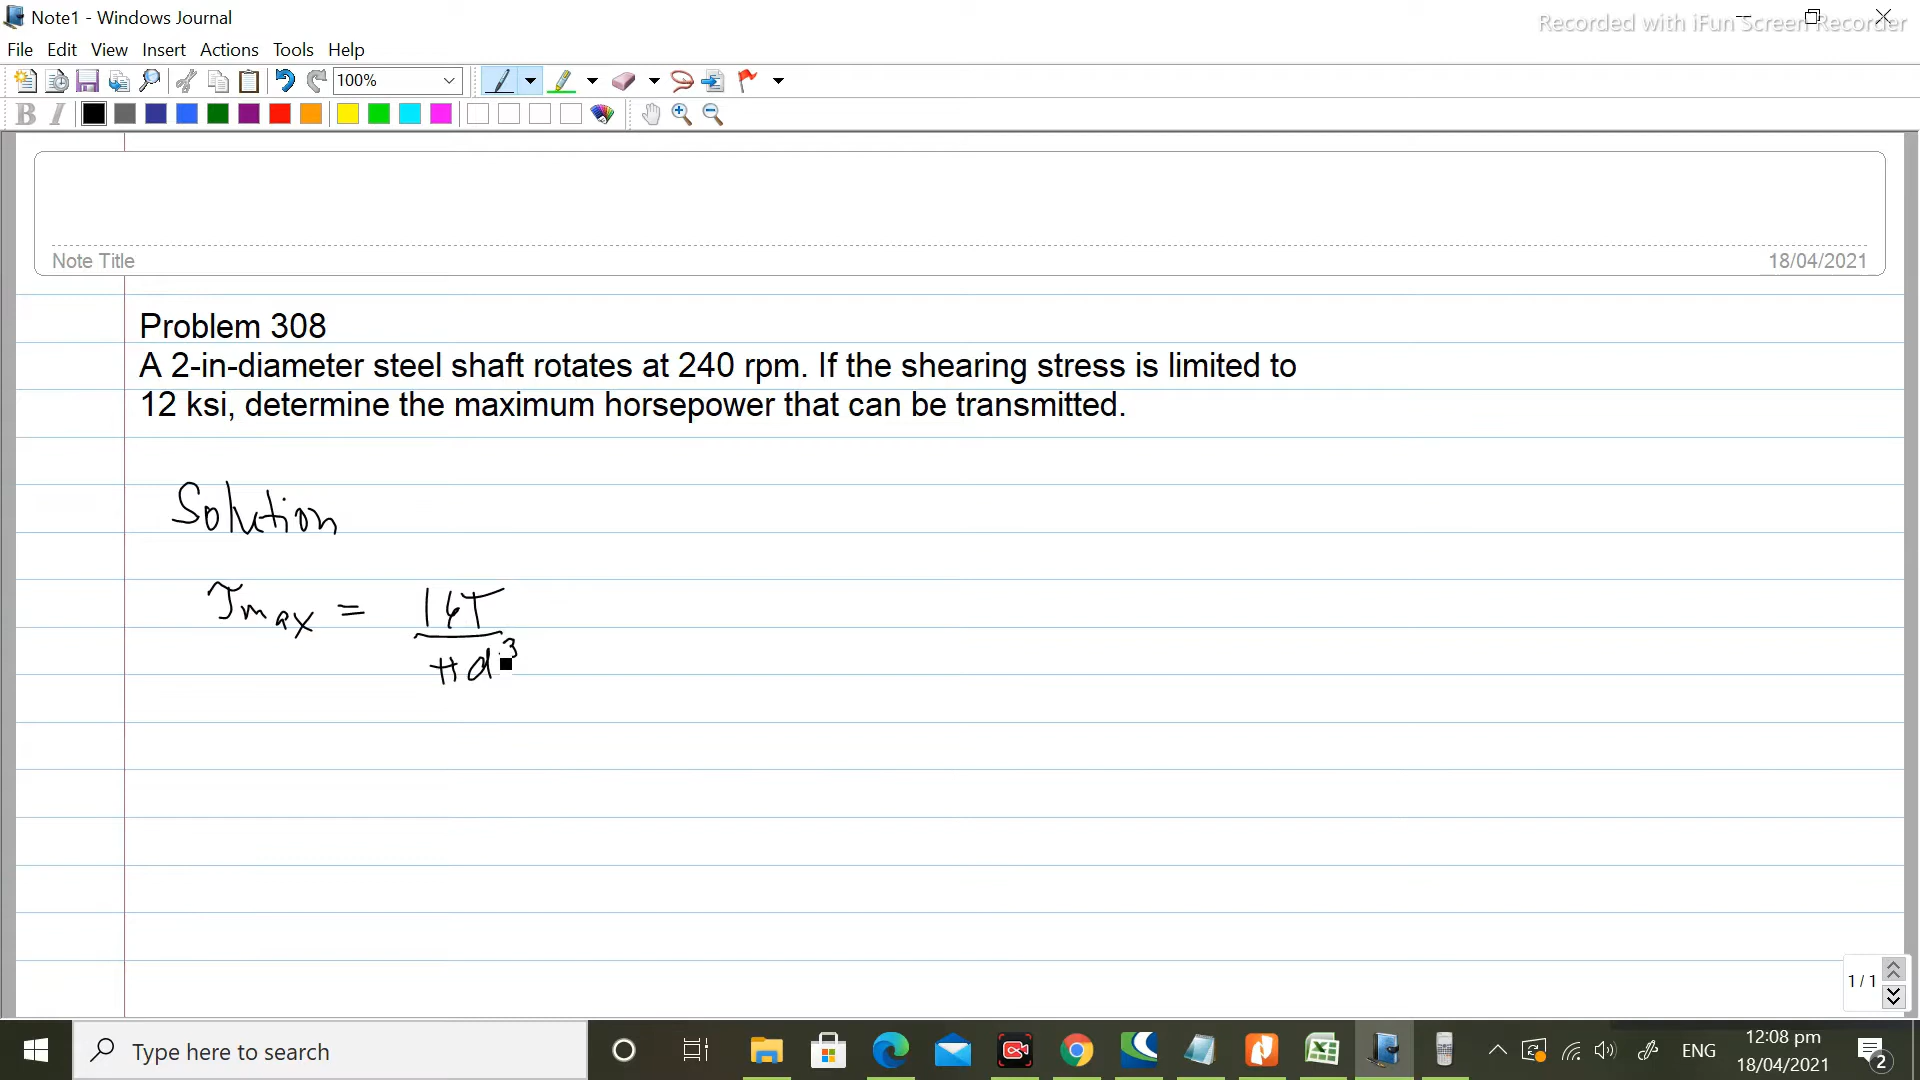 Note1 - Windows Journal
Recorded with iFun Screen Recorder
File Edit View Insert Actions Tools Help
100%
B I
Note Title 18/04/2021
Problem 308
A 2-in-diameter steel shaft rotates at 240 rpm. If the shearing stress is limited to
12 ksi, determine the maximum horsepower that can be transmitted.
Solution
τmax = 16T
πd³
1 / 1
Type here to search
ENG
12:08 pm
18/04/2021
2